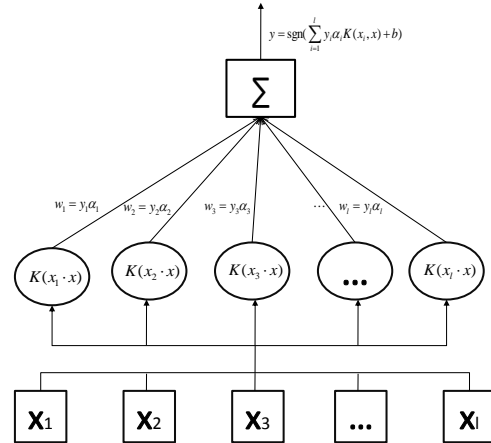 y = sgn(∑_{i=1}^{l} y_i α_i K(x_i, x) + b)
∑
w_1 = y_1 α_1 w_2 = y_2 α_2 w_3 = y_3 α_3 ... w_l = y_l α_l
K(x_1 · x) K(x_2 · x) K(x_3 · x) ... K(x_l · x)
X1 X2 X3 ... Xl